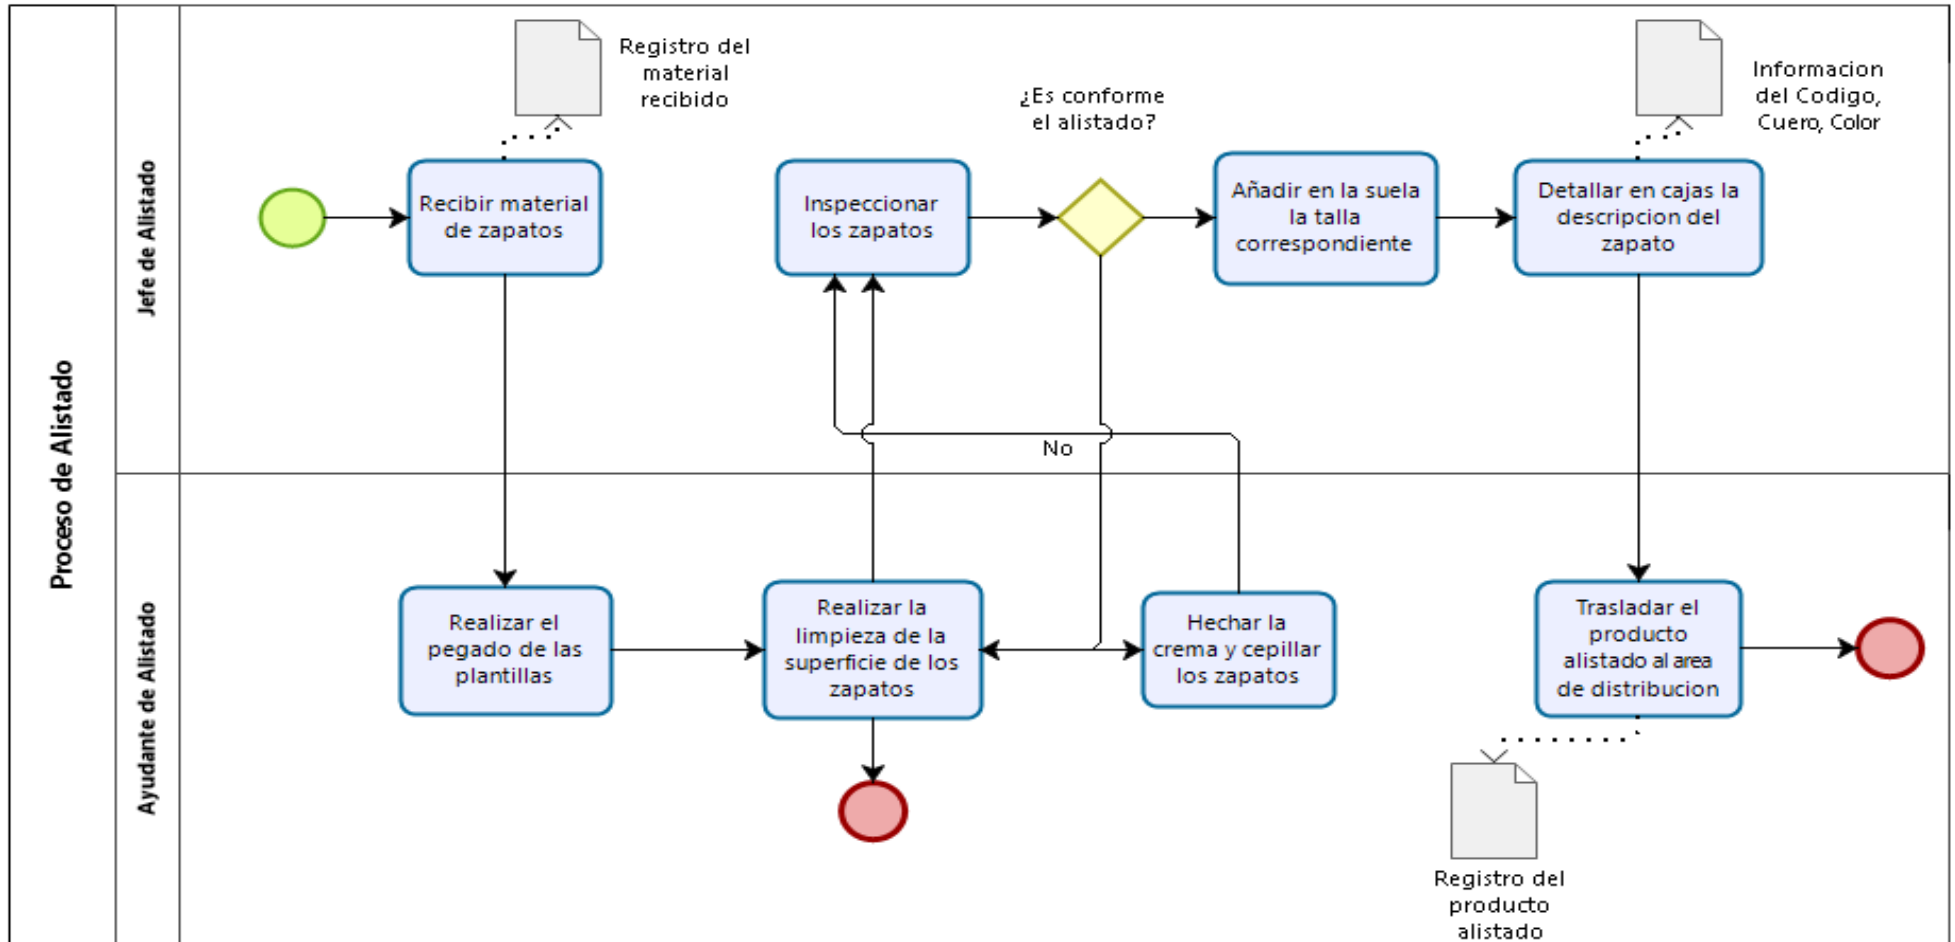 Proceso de Alistado
Jefe de Alistado
Registro del
material
recibido
¿Es conforme
el alistado?
Informacion
del Codigo,
Cuero, Color
Recibir material
de zapatos
Inspeccionar
los zapatos
Añadir en la suela
la talla
correspondiente
Detallar en cajas la
descripcion del
zapato
No
Ayudante de Alistado
Realizar el
pegado de las
plantillas
Realizar la
limpieza de la
superficie de los
zapatos
Hechar la
crema y cepillar
los zapatos
Trasladar el
producto
alistado al area
de distribucion
Registro del
producto
alistado